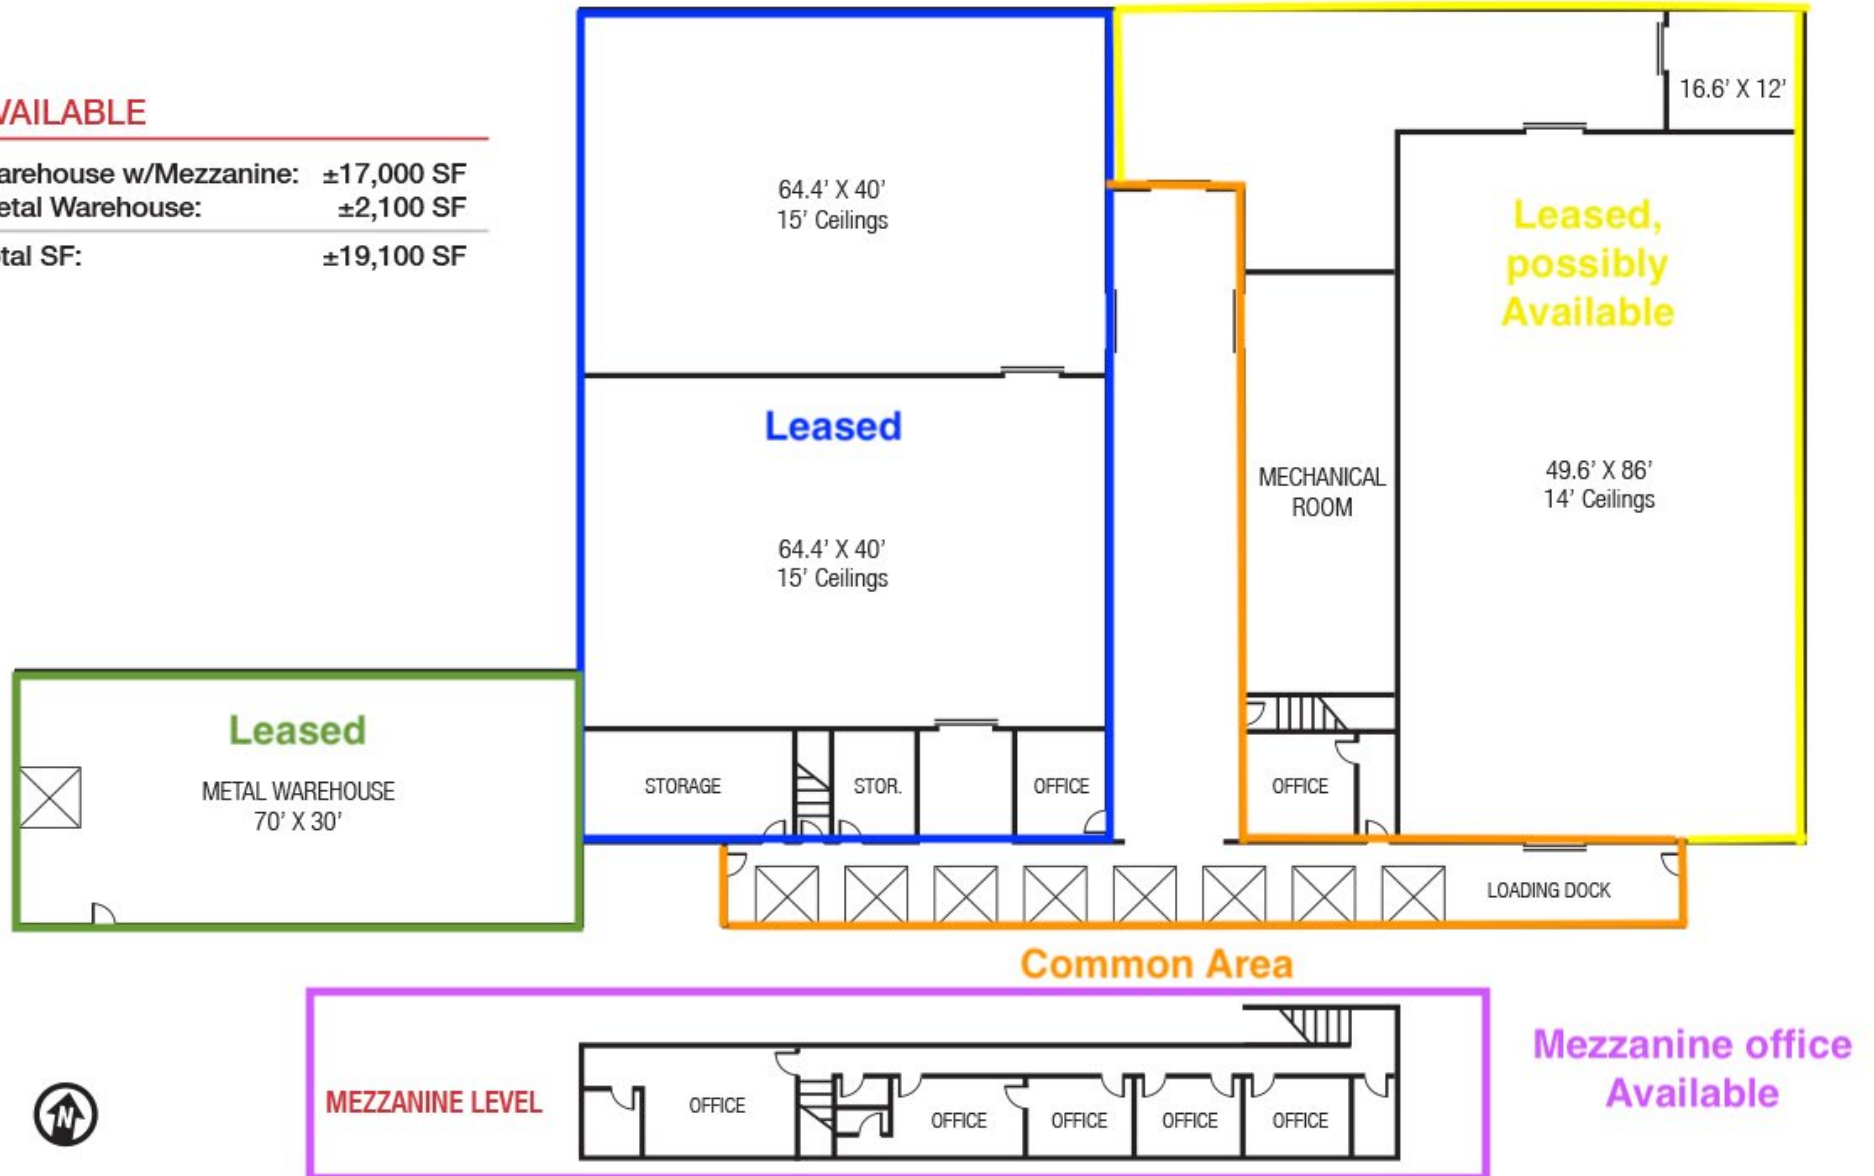 VAILABLE
arehouse w/Mezzanine: ±17,000 SF
etal Warehouse: ±2,100 SF
tal SF: ±19,100 SF
64.4’ X 40’
15’ Ceilings
16.6’ X 12’
Leased,
possibly
Available
Leased
64.4’ X 40’
15’ Ceilings
MECHANICAL
ROOM
49.6’ X 86’
14’ Ceilings
Leased
METAL WAREHOUSE
70’ X 30’
STORAGE
STOR.
OFFICE
OFFICE
LOADING DOCK
Common Area
MEZZANINE LEVEL
OFFICE
OFFICE
OFFICE
OFFICE
OFFICE
Mezzanine office
Available
N